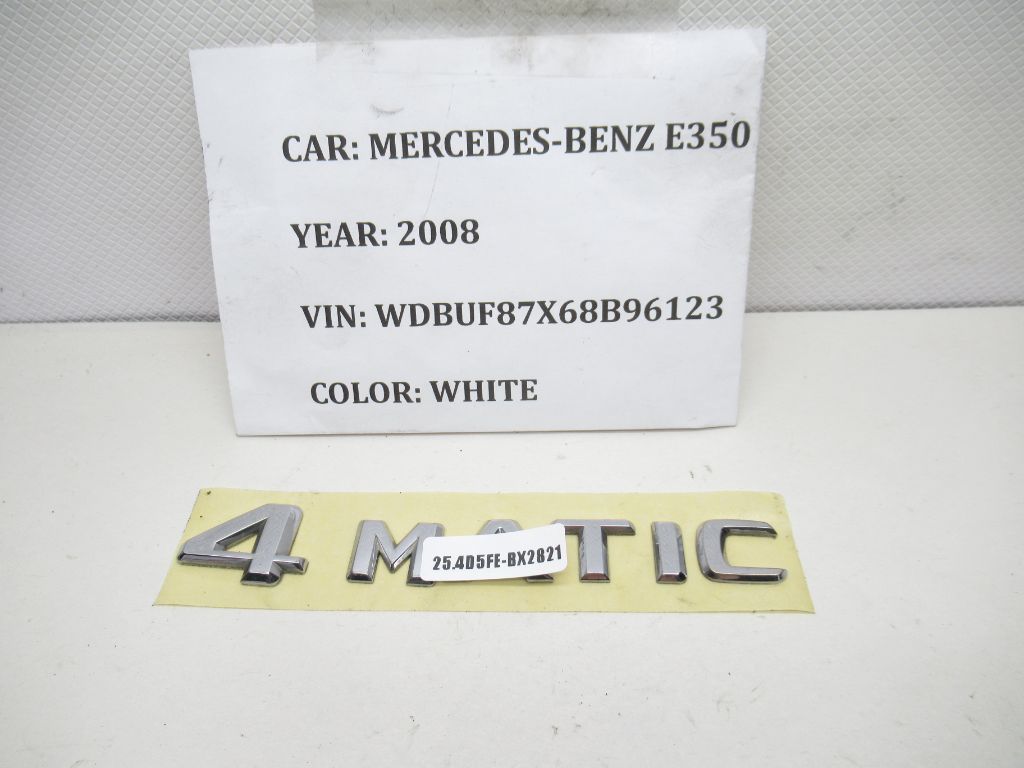 CAR: MERCEDES-BENZ E350
YEAR: 2008
VIN: WDBUF87X68B96123
COLOR: WHITE
4 MATIC
25.4D5FE-BX2821